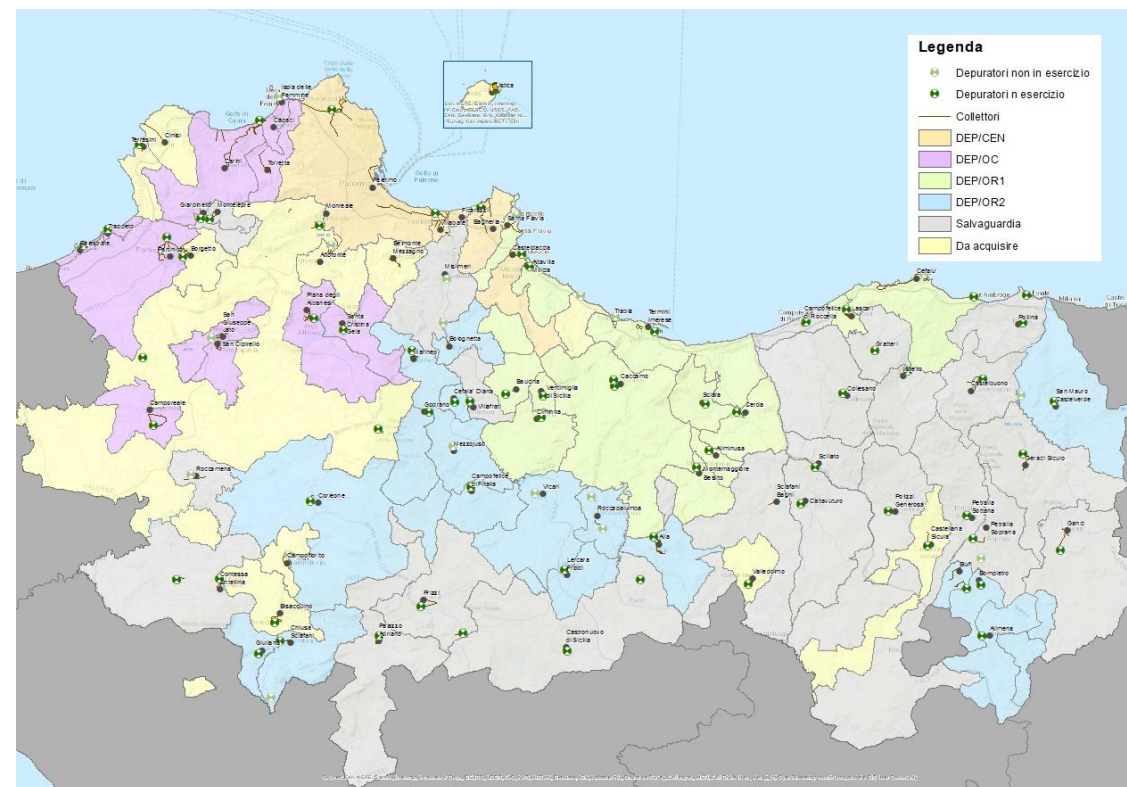 Legenda
Depuratori non in esercizio
Depuratori n esercizio
Collettori
DEP/CEN
DEP/OC
DEP/OR1
DEP/OR2
Salvaguardia
Da acquisire
Ustica
Isola delle
Femmine
Capaci
Terrasini
Cinisi
Carini
Torretta
Palermo
Giardinello
Montelepre
Monreale
Ficarazzi
Villabate
Bagheria
Santa Flavia
Casteldaccia
Altavilla
Milicia
Balestrate
Borgetto
Altofonte
Belmonte
Mezzagno
Misilmeri
Cefalu'
Trabia
Termini
Imerese
Campofelice
di Roccella
Lascari
Pollina
Gratteri
Piana degli
Albanesi
Santa
Cristina
Gela
San
Giuseppe
Jato
San Cipirello
Bolognetta
Marineo
Isnello
Collesano
Castelbuono
San Mauro
Castelverde
Camporeale
Godrano
Cefala' Diana
Villafrati
Baucina
Ventimiglia
di Sicilia
Ciminna
Caccamo
Sciara
Cerda
Mezzojuso
Aliminusa
Montemaggiore
Belsito
Scillato
Geraci Siculo
Roccamena
Corleone
Campofelice
di Fitalia
Vicari
Roccapalumba
Sclafani
Bagni
Caltavuturo
Polizzi
Generosa
Petralia
Sottana
Petralia
Soprana
Gangi
Castellana
Sicula
Alia
Lercara
Friddi
Valledolmo
Bompietro
Campofiorito
Contessa
Entellina
Bisacquino
Chiusa
Sclafani
Giuliana
Prizzi
Palazzo
Adriano
Castronuovo
di Sicilia
Alimena